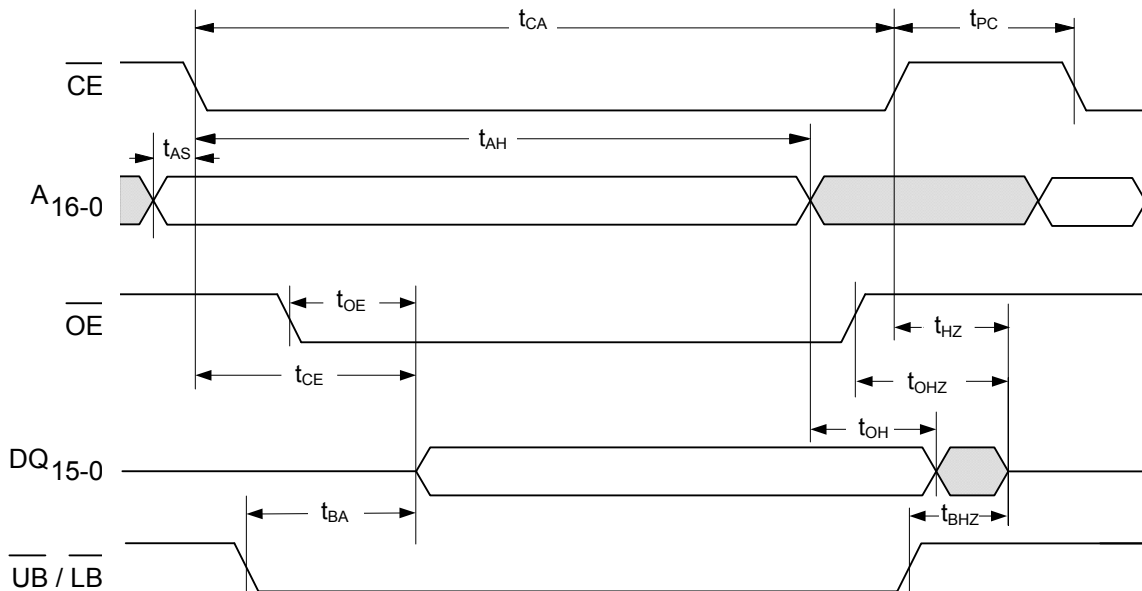 tCA
tPC
CE
tAS
tAH
A16-0
OE
tOE
tHZ
tCE
tOHZ
tOH
DQ15-0
tBA
tBHZ
UB / LB